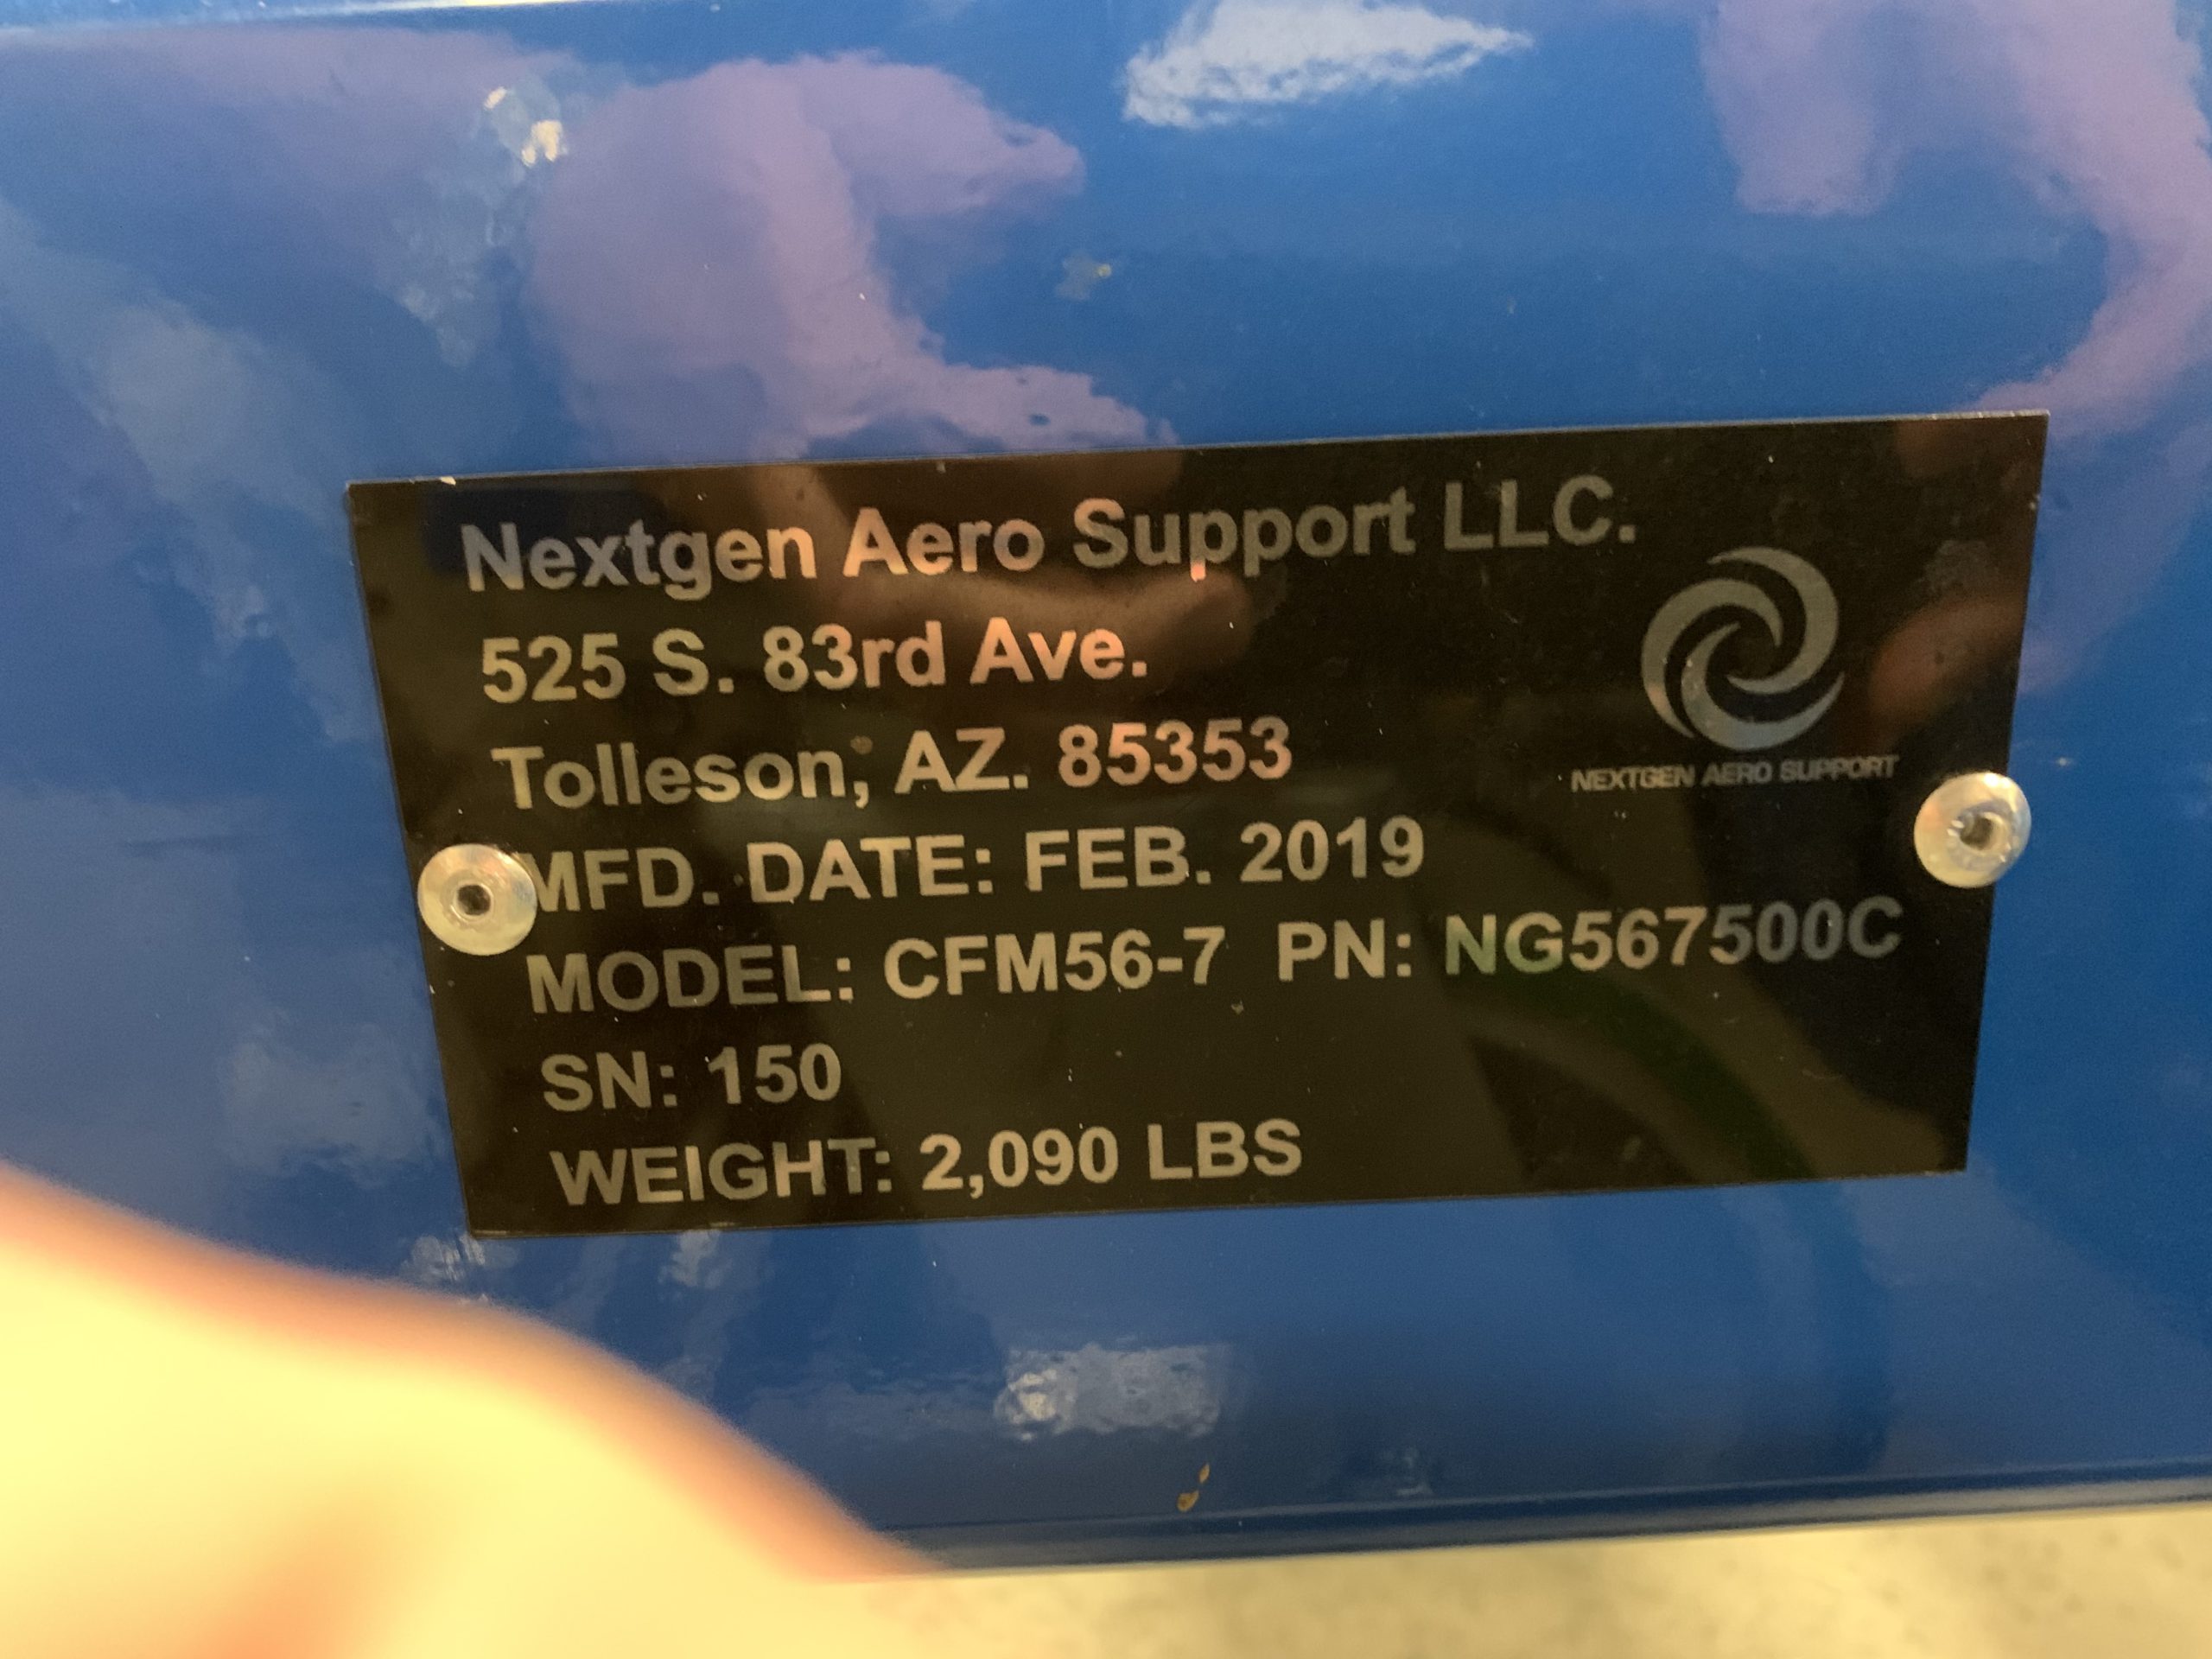 Nextgen Aero Support LLC.
525 S. 83rd Ave.
Tolleson, AZ. 85353
NEXTGEN AERO SUPPORT
MFD. DATE: FEB. 2019
MODEL: CFM56-7 PN: NG567500C
SN: 150
WEIGHT: 2,090 LBS